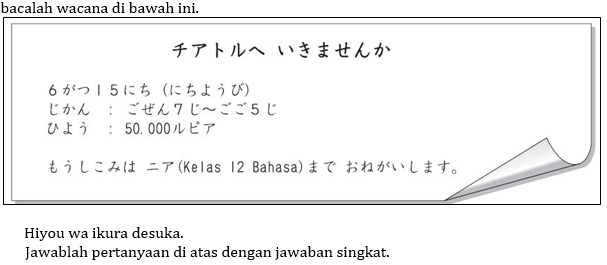 bacalah wacana di bawah ini.
チアトルへ いきませんか
6がつ15にち (にちようび)
じかん : ごぜん7じ～ごご5じ
ひよう : 50.000ルピア
もうしこみは ニア(Kelas 12 Bahasa)まで おねがいします。
Hiyou wa ikura desuka.
Jawablah pertanyaan di atas dengan jawaban singkat.